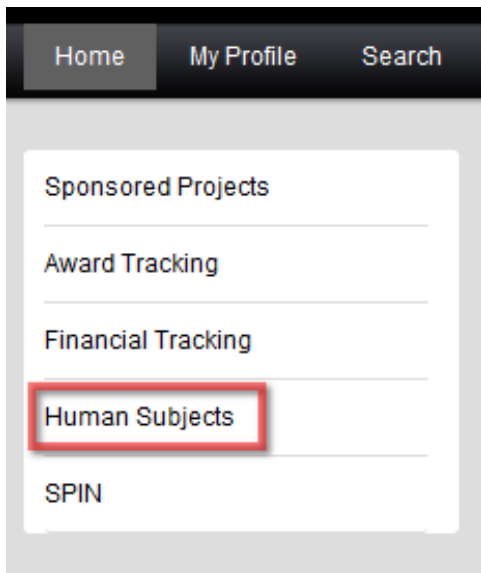 Home My Profile Search
Sponsored Projects
Award Tracking
Financial Tracking
Human Subjects
SPIN